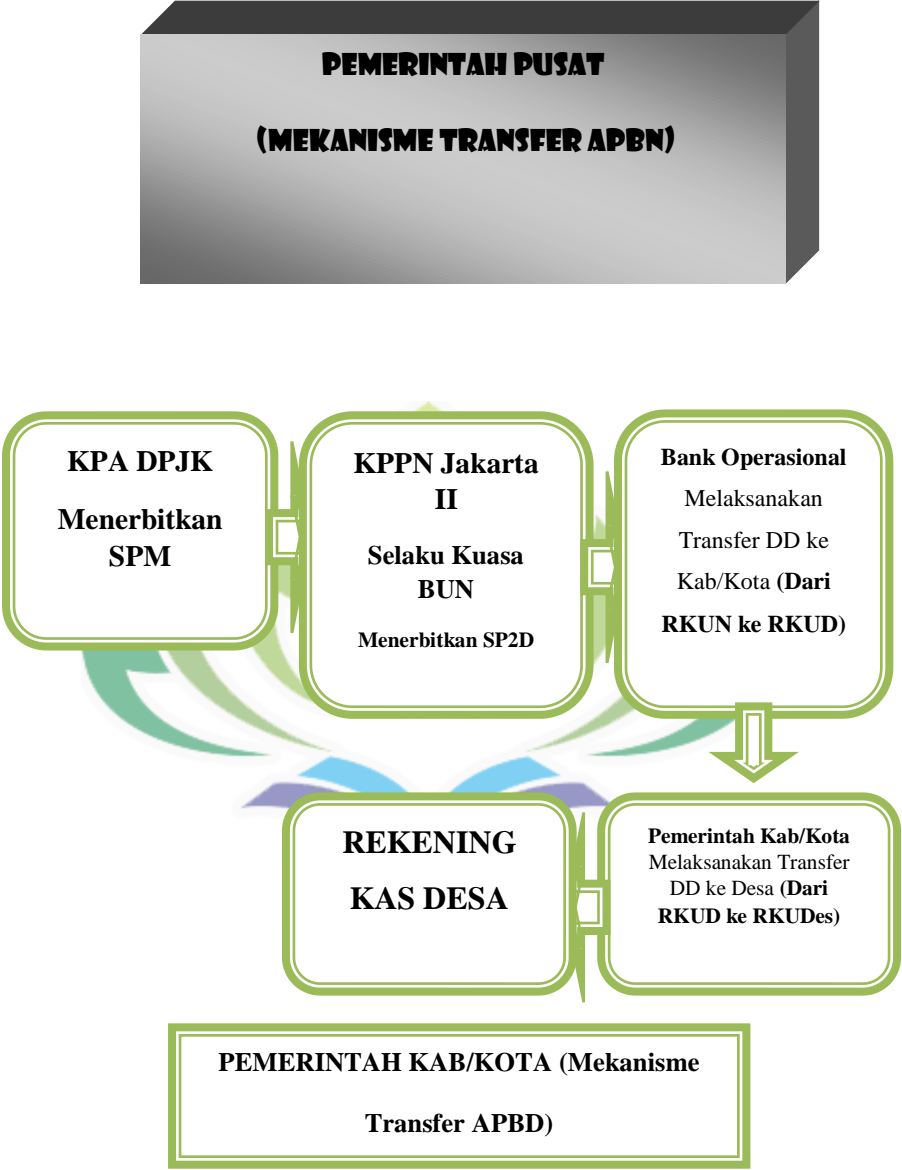 PEMERINTAH PUSAT
(MEKANISME TRANSFER APBN)
KPA DPJK
Menerbitkan
SPM
KPPN Jakarta
II
Selaku Kuasa
BUN
Menerbitkan SP2D
Bank Operasional
Melaksanakan
Transfer DD ke
Kab/Kota (Dari
RKUN ke RKUD)
REKENING
KAS DESA
Pemerintah Kab/Kota
Melaksanakan Transfer
DD ke Desa (Dari
RKUD ke RKUDes)
PEMERINTAH KAB/KOTA (Mekanisme
Transfer APBD)